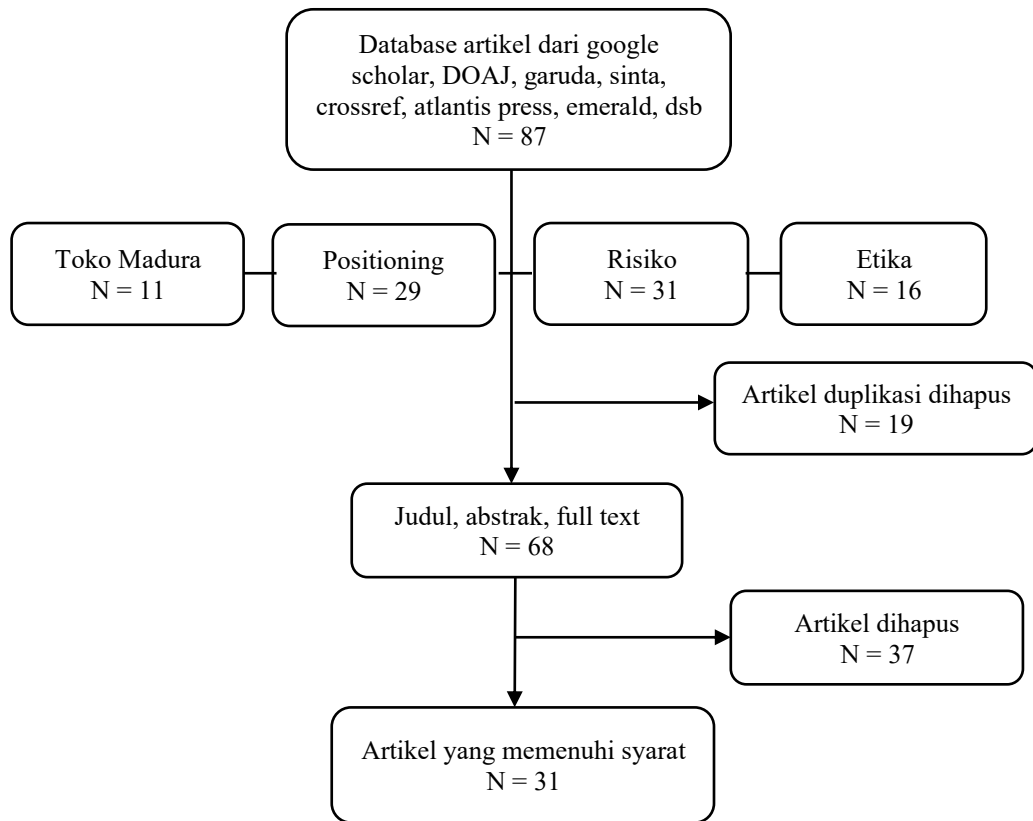 Database artikel dari google
scholar, DOAJ, garuda, sinta,
crossref, atlantis press, emerald, dsb
N = 87
Toko Madura
N = 11
Positioning
N = 29
Risiko
N = 31
Etika
N = 16
Artikel duplikasi dihapus
N = 19
Judul, abstrak, full text
N = 68
Artikel dihapus
N = 37
Artikel yang memenuhi syarat
N = 31